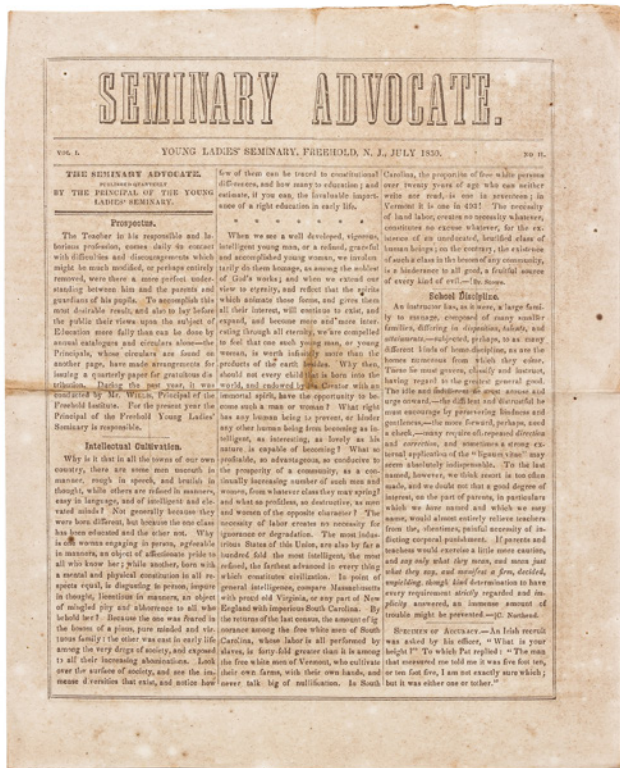 SEMINARY ADVOCATE.
VOL. I. YOUNG LADIES' SEMINARY, FREEHOLD, N. J., JULY 1850. NO II.
THE SEMINARY ADVOCATE.
PUBLISHED QUARTERLY
BY THE PRINCIPAL OF THE YOUNG
LADIES' SEMINARY.
Prospectus.
The Teacher in his responsible and la-
borious profession, comes daily in contact
with difficulties and discouragements which
might be much modified, or perhaps entirely
removed, were there a more perfect under-
standing between him and the parents and
guardians of his pupils. To accomplish this
most desirable result, and also to lay before
the public their views upon the subject of
Education more fully than can be done by
annual catalogues and circulars alone—the
Principals, whose circulars are found on
another page, have made arrangements for
issuing a quarterly paper for gratuitous dis-
tribution. During the past year, it was
conducted by Mr. Principal of the
Freehold Institute. For the present year the
Principal of the Freehold Young Ladies'
Seminary is responsible.
Intellectual Cultivation.
Why is it that in all the towns of our own
country, there are some men uncouth in
manner, rough in speech, and brutish in
thought, while others are refined in manners,
easy in language, and of intelligent and ele-
vated minds? Not generally because they
were born different, but because the one class
has been educated and the other not. Why
is one woman engaging in person, agreeable
in manners, an object of affectionate pride to
all who know her; while another, born with
a mental and physical constitution in all re-
spects equal, is disgusting in person, impure
in thought, licentious in manners, an object
of mingled pity and abhorrence to all who
behold her? Because the one was reared in
the bosom of a pious, pure minded and vir-
tuous family: the other was cast in early life
among the very dregs of society, and exposed
to all their increasing abominations. Look
over the surface of society, and see the im-
mense diversities that exist, and notice how
few of them can be traced to constitutional
differences, and how many to education; and
estimate, if you can, the invaluable import-
ance of a right education in early life.
* * * * * * *
When we see a well developed, vigorous,
intelligent young man, or a refined, graceful
and accomplished young woman, we involun-
tarily do them homage, as among the noblest
of God's works; and when we extend our
view to eternity, and reflect that the spirits
which animate those forms, and gives them
all their interest, will continue to exist, and
expand, and become more and more inter-
esting through all eternity, we are compelled
to feel that one such young man, or young
woman, is worth infinitely more than the
products of the earth besides. Why then
should not every child that is born into the
world, and endowed by its Creator with an
immortal spirit, have the opportunity to be-
come such a man or woman? What right
has any human being to prevent, or hinder
any other human being from becoming as in-
telligent, as interesting, as lovely as his
nature is capable of becoming? What so
profitable, so advantageous, so conducive to
the prosperity of a community, as a con-
tinually increasing number of such men and
women, from whatever class they may spring?
and what so profitless, so destructive, as men
and women of the opposite character? The
necessity of labor creates no necessity for
ignorance or degradation. The most indus-
trious States of this Union, are also by far a
hundred fold the most intelligent, the most
refined, the farthest advanced in every thing
which constitutes civilization. In point of
general intelligence, compare Massachusetts
with proud old Virginia, or any part of New
England with imperious South Carolina. By
the returns of the last census, the amount of ig-
norance among the free white men of South
Carolina, whose labor is all performed by
slaves, is forty-fold greater than it is among
the free white men of Vermont, who cultivate
their own farms, with their own hands, and
never talk big of nullification. In South
Carolina, the proportion of free white persons
over twenty years of age who can neither
write nor read, is one in seventeen; in
Vermont it is one in The necessity
of hand labor, creates no necessity whatever,
constitutes no excuse whatever, for the ex-
istence of an uneducated, brutified class of
human beings; on the contrary, the existence
of such a class in the bosom of any community,
is a hinderance to all good, a fruitful source
of every kind of evil.—[Dr. Stowe.
School Discipline.
An instructor has, as it were, a large fami-
ly to manage, composed of many smaller
families, differing in disposition, talents, and
attainments,—subjected, perhaps, to as many
different kinds of home discipline, as are the
homes numerous from which they come.
These he must govern, classify and instruct,
having regard to the greatest general good.
The idle and indifferent he must arouse and
urge onward,—the diffident and distrustful he
must encourage by persevering kindness and
gentleness,—the more forward, perhaps, need
a check,—many require oft-repeated direction
and correction, and sometimes a strong ex-
ternal application of the "lignum vitae" may
seem absolutely indispensable. To the last
named, however, we think resort is too often
made, and we doubt not that a good degree of
interest, on the part of parents, in particulars
which we have named and which we may
name, would almost entirely relieve teachers
from the, oftentimes, painful necessity of in-
flicting corporal punishment. If parents and
teachers would exercise a little more caution,
and say only what they mean, and mean just
what they say, and manifest a firm, decided,
unyielding, though kind determination to have
every requirement strictly regarded and im-
plicitly answered, an immense amount of
trouble might be prevented.—[C. Northend.
SPECIMEN OF ACCURACY.—An Irish recruit
was asked by his officer, "What is your
height?" To which Pat replied: "The man
that measured me told me it was five foot ten,
or ten foot five, I am not exactly sure which;
but it was either one or tother."